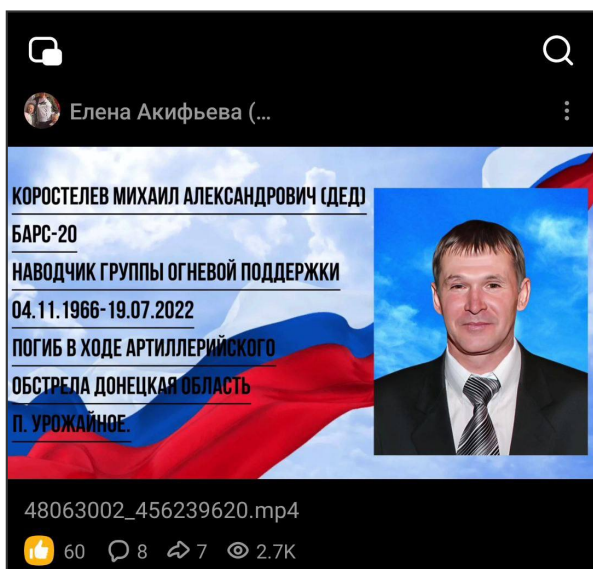 Елена Акифьева (...
КОРОСТЕЛЕВ МИХАИЛ АЛЕКСАНДРОВИЧ (ДЕД)
БАРС-20
НАВОДЧИК ГРУППЫ ОГНЕВОЙ ПОДДЕРЖКИ
04.11.1966-19.07.2022
ПОГИБ В ХОДЕ АРТИЛЛЕРИЙСКОГО
ОБСТРЕЛА ДОНЕЦКАЯ ОБЛАСТЬ
П. УРОЖАЙНОЕ.
48063002_456239620.mp4
60 8 7 2.7K